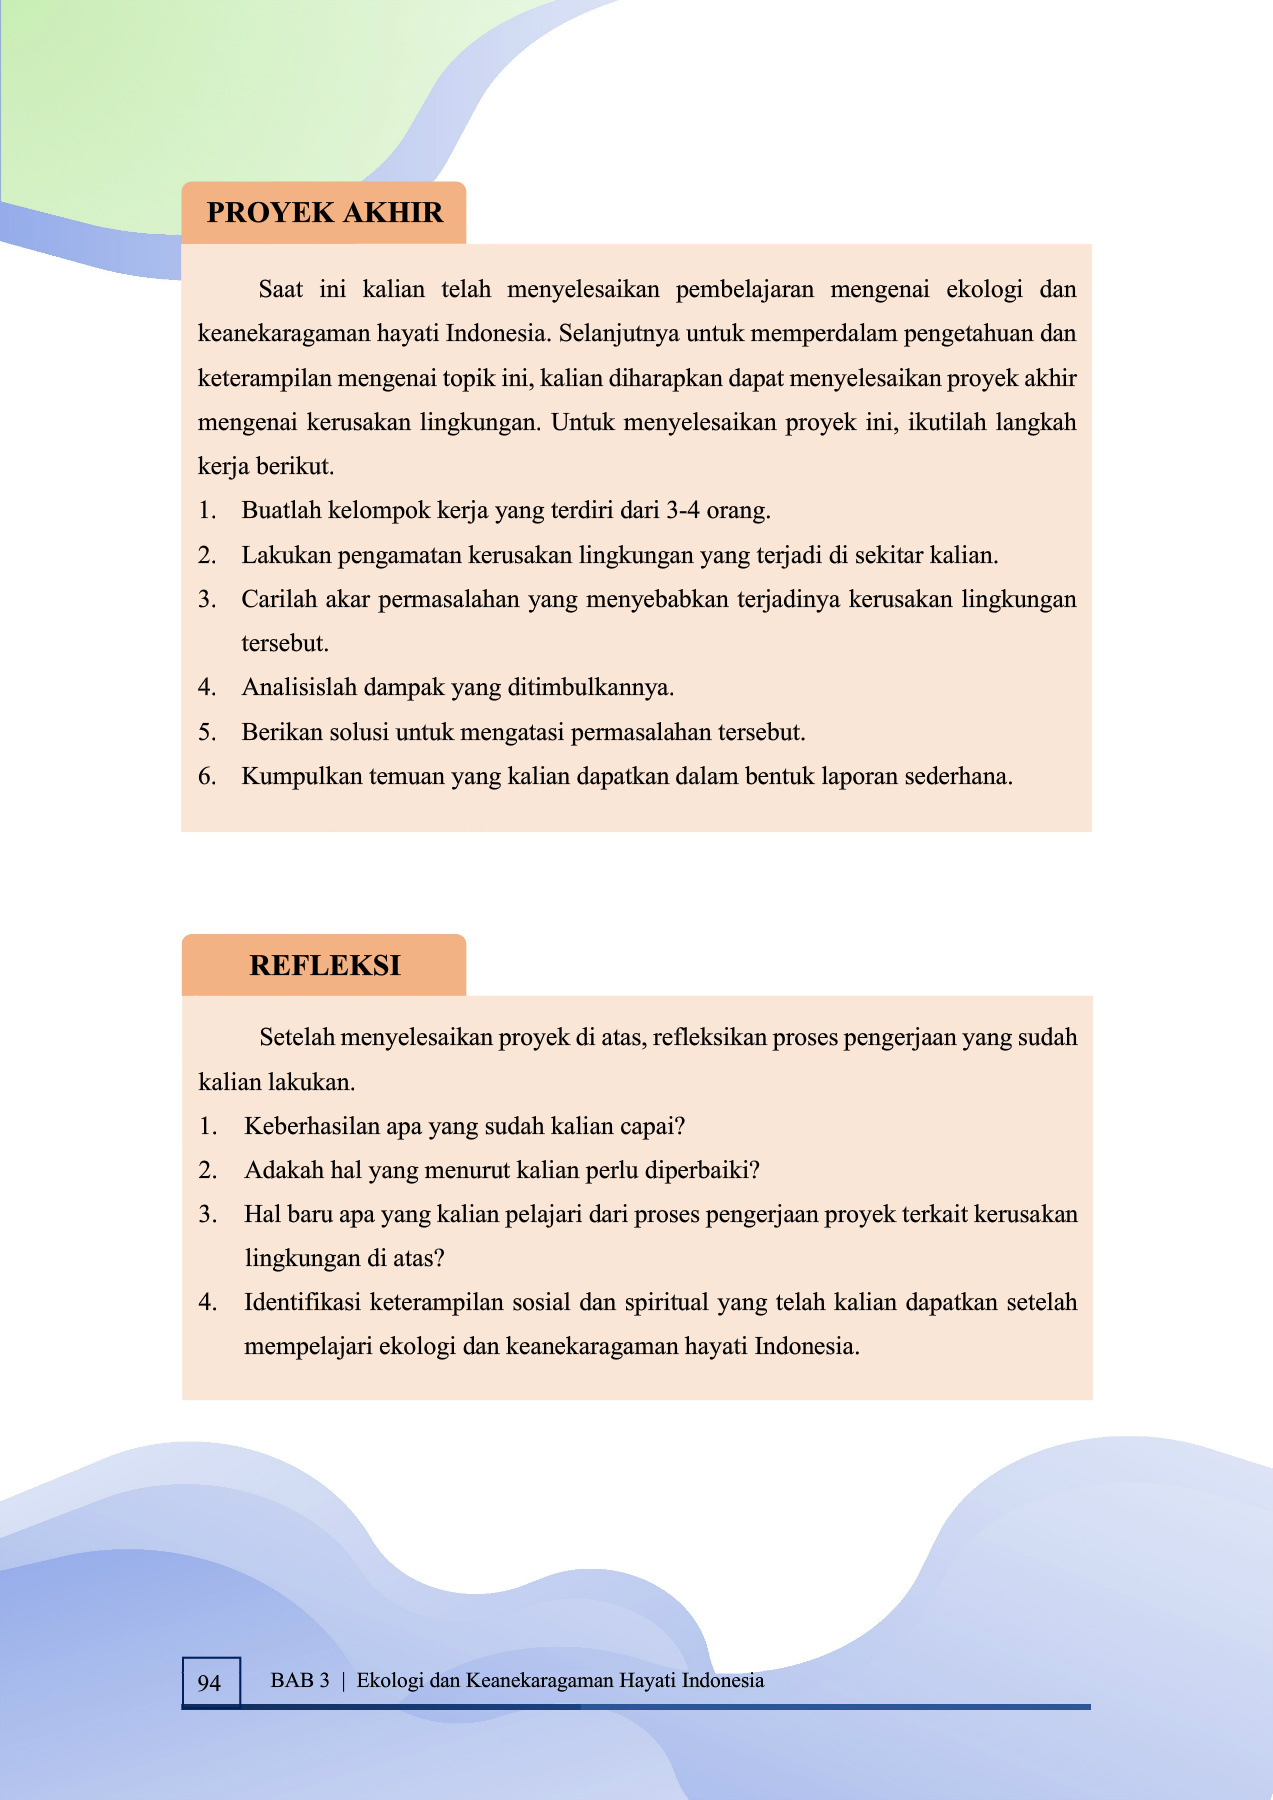 PROYEK AKHIR
Saat ini kalian telah menyelesaikan pembelajaran mengenai ekologi dan
keanekaragaman hayati Indonesia. Selanjutnya untuk memperdalam pengetahuan dan
keterampilan mengenai topik ini, kalian diharapkan dapat menyelesaikan proyek akhir
mengenai kerusakan lingkungan. Untuk menyelesaikan proyek ini, ikutilah langkah
kerja berikut.
1. Buatlah kelompok kerja yang terdiri dari 3-4 orang.
2. Lakukan pengamatan kerusakan lingkungan yang terjadi di sekitar kalian.
3. Carilah akar permasalahan yang menyebabkan terjadinya kerusakan lingkungan
tersebut.
4. Analisislah dampak yang ditimbulkannya.
5. Berikan solusi untuk mengatasi permasalahan tersebut.
6. Kumpulkan temuan yang kalian dapatkan dalam bentuk laporan sederhana.
REFLEKSI
Setelah menyelesaikan proyek di atas, refleksikan proses pengerjaan yang sudah
kalian lakukan.
1. Keberhasilan apa yang sudah kalian capai?
2. Adakah hal yang menurut kalian perlu diperbaiki?
3. Hal baru apa yang kalian pelajari dari proses pengerjaan proyek terkait kerusakan
lingkungan di atas?
4. Identifikasi keterampilan sosial dan spiritual yang telah kalian dapatkan setelah
mempelajari ekologi dan keanekaragaman hayati Indonesia.
94 BAB 3 | Ekologi dan Keanekaragaman Hayati Indonesia